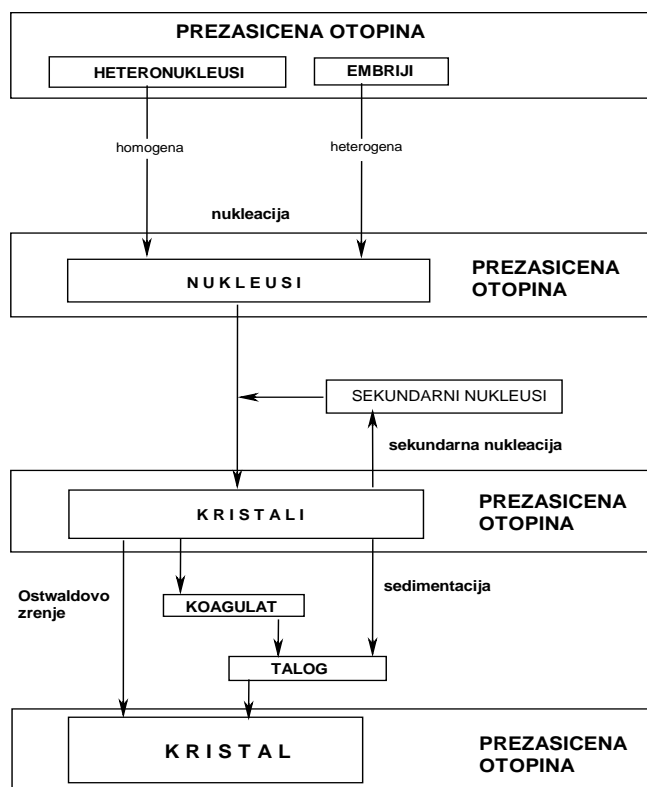 PREZASICENA OTOPINA
HETERONUKLEUSI
EMBRIJI
homogena
heterogena
nukleacija
NUKLEUSI
PREZASICENA
OTOPINA
SEKUNDARNI NUKLEUSI
sekundarna nukleacija
KRISTALI
PREZASICENA
OTOPINA
Ostwaldovo
zrenje
sedimentacija
KOAGULAT
TALOG
KRISTAL
PREZASICENA
OTOPINA